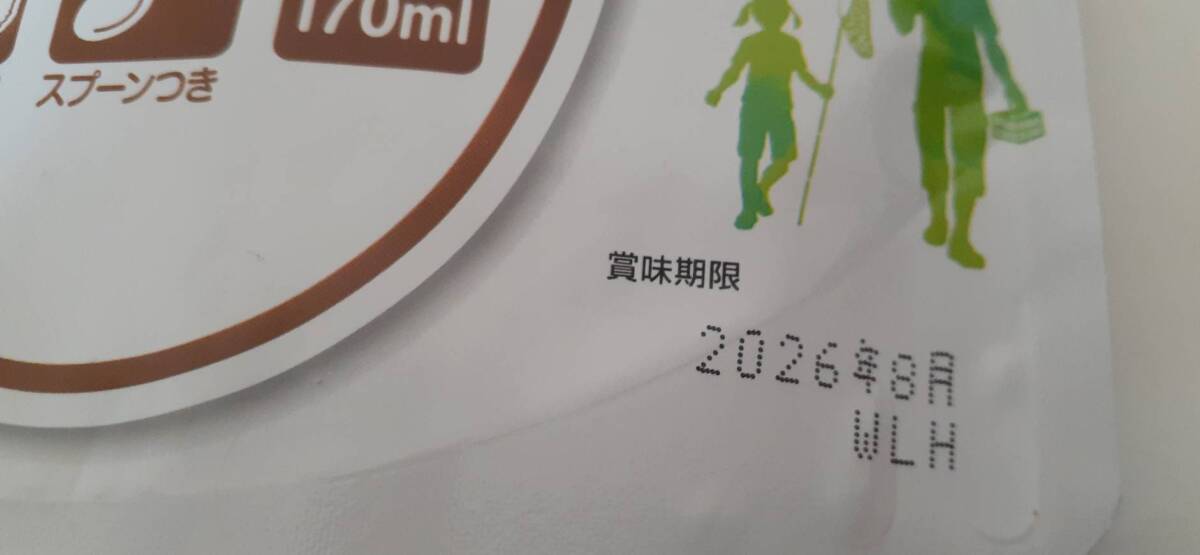 170ml
スプーンつき
賞味期限
2026年8月
WLH